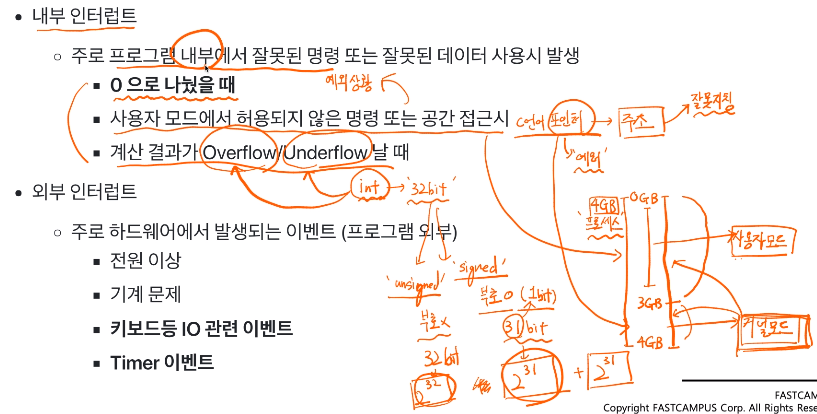 • 내부 인터럽트
◦ 주로 프로그램 내부에서 잘못된 명령 또는 잘못된 데이터 사용시 발생
▪ 0 으로 나눴을 때
예외상황
▪ 사용자 모드에서 허용되지 않은 명령 또는 공간 접근시
C언어 포인터 → 주소
잘못지정
▪ 계산 결과가 Overflow/Underflow 날 때
"예외"
int → '32bit'
• 외부 인터럽트
4GB
프로세스
0GB
◦ 주로 하드웨어에서 발생되는 이벤트 (프로그램 외부)
사용자모드
▪ 전원 이상
'unsigned'
'signed'
▪ 기계 문제
부호x
부호o (1bit)
3GB
▪ 키보드등 IO 관련 이벤트
31bit
4GB
커널모드
▪ Timer 이벤트
32bit
2^32
2^31 + 2^31
FASTCAM
Copyright FASTCAMPUS Corp. All Rights Rese